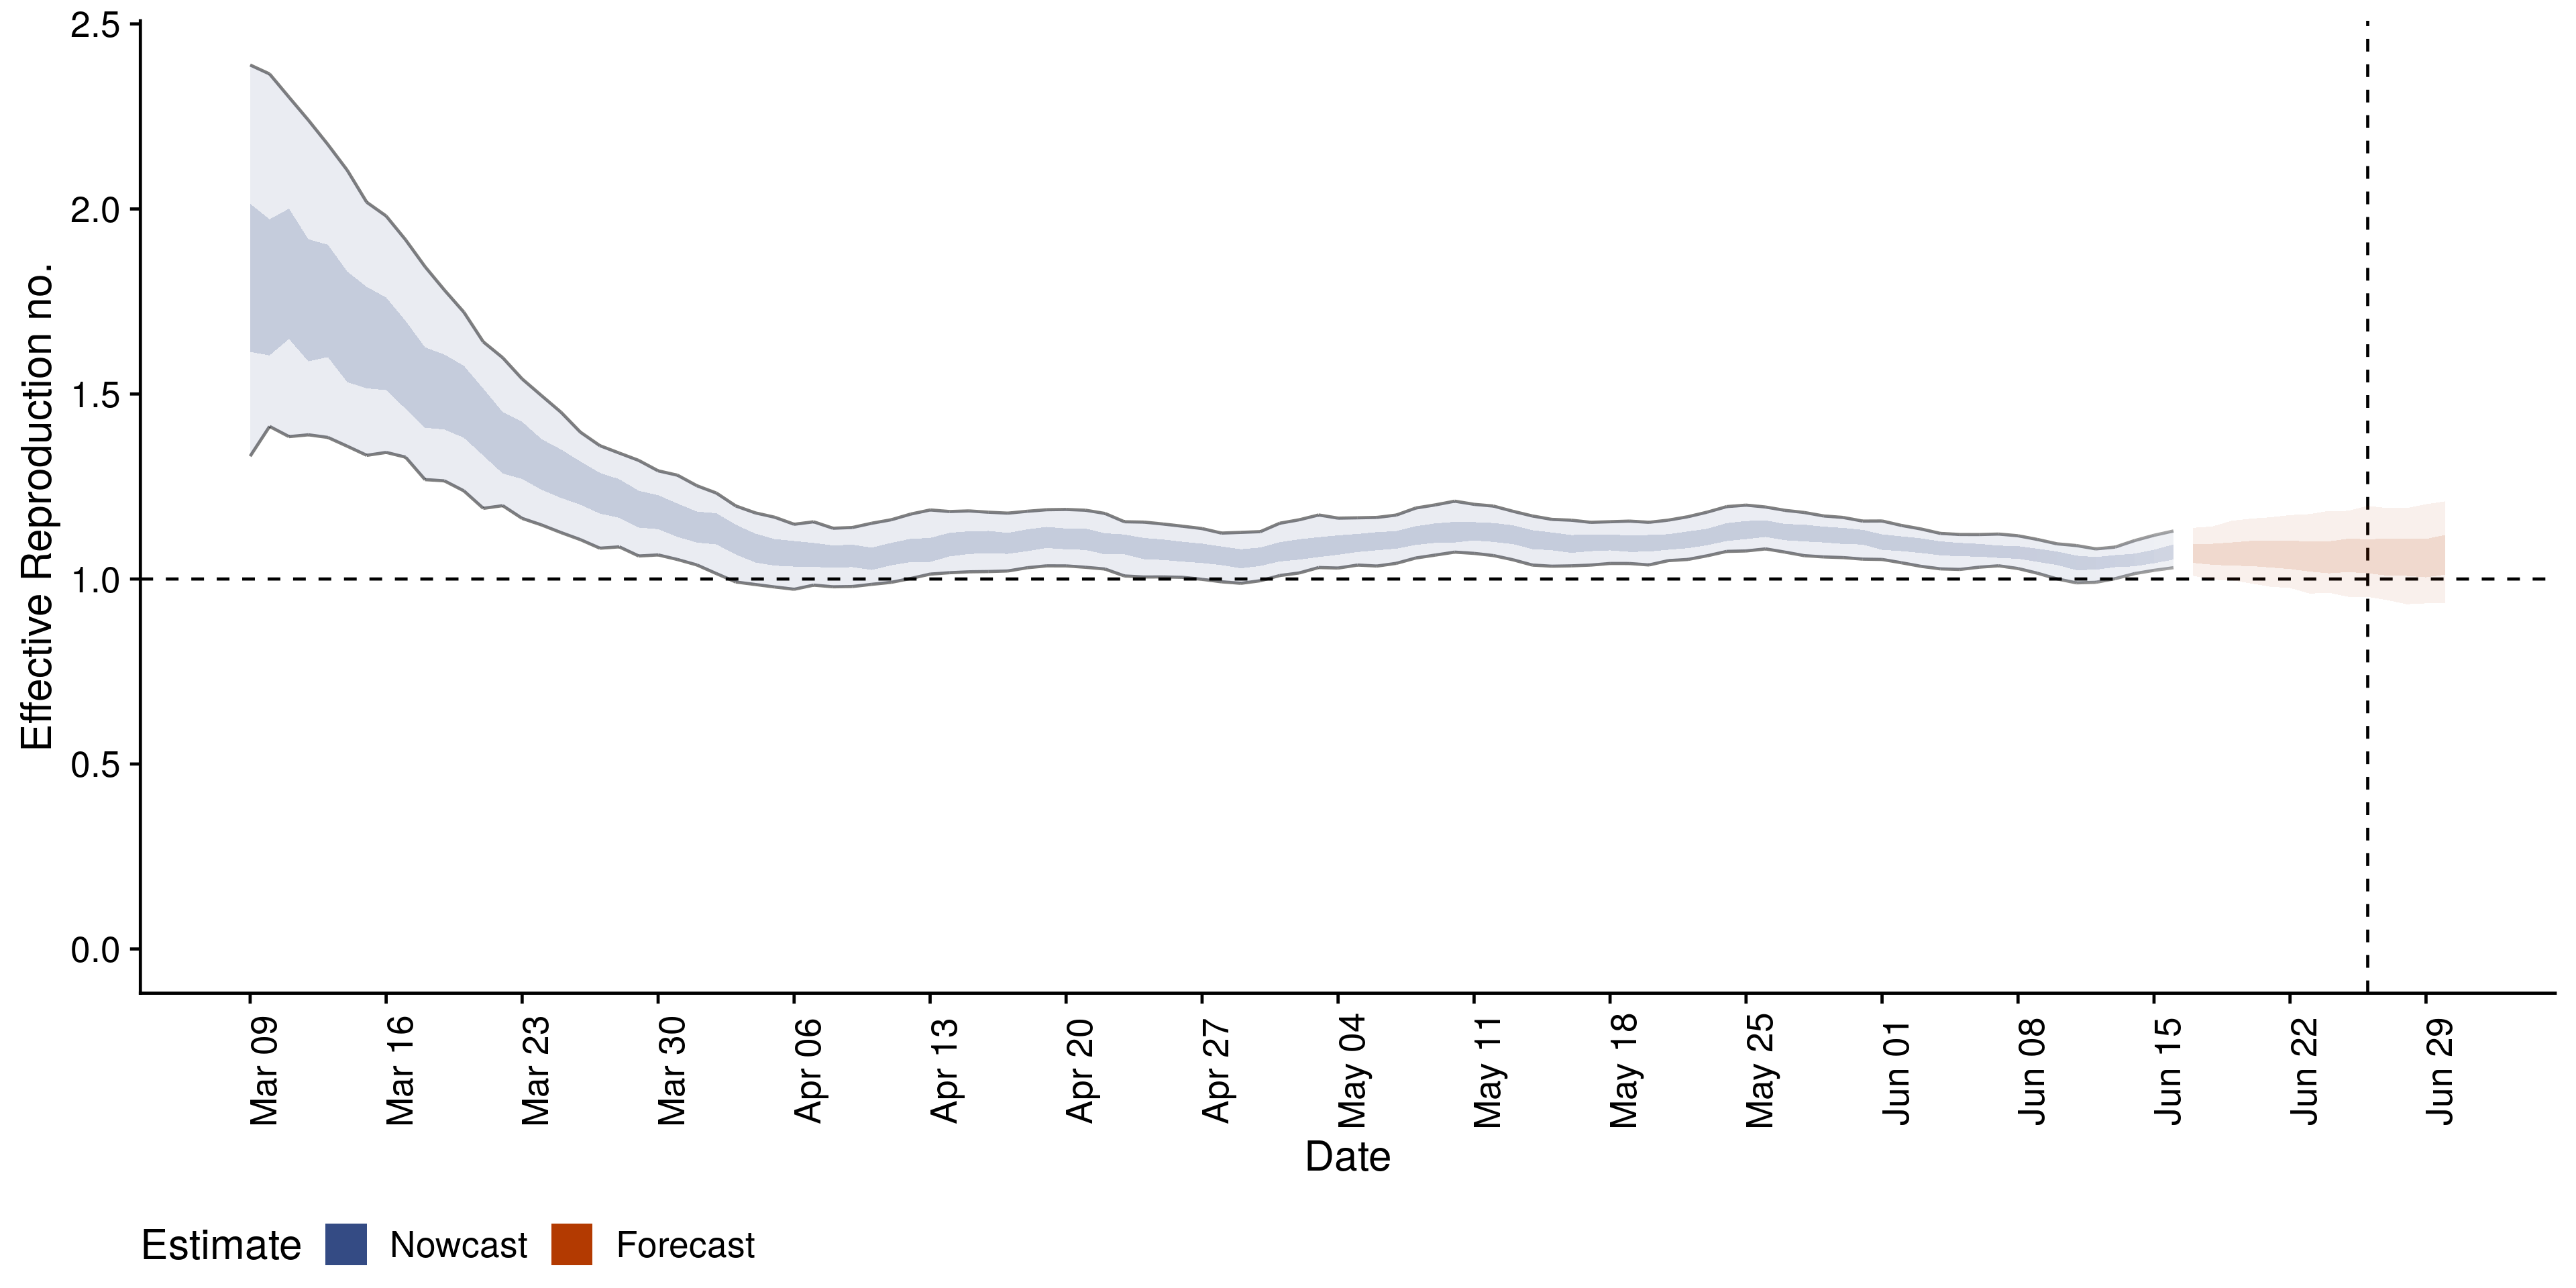 Effective Reproduction no.
2.5
2.0
1.5
1.0
0.5
0.0
Mar 09
Mar 16
Mar 23
Mar 30
Apr 06
Apr 13
Apr 20
Apr 27
May 04
May 11
May 18
May 25
Jun 01
Jun 08
Jun 15
Jun 22
Jun 29
Date
Estimate Nowcast Forecast